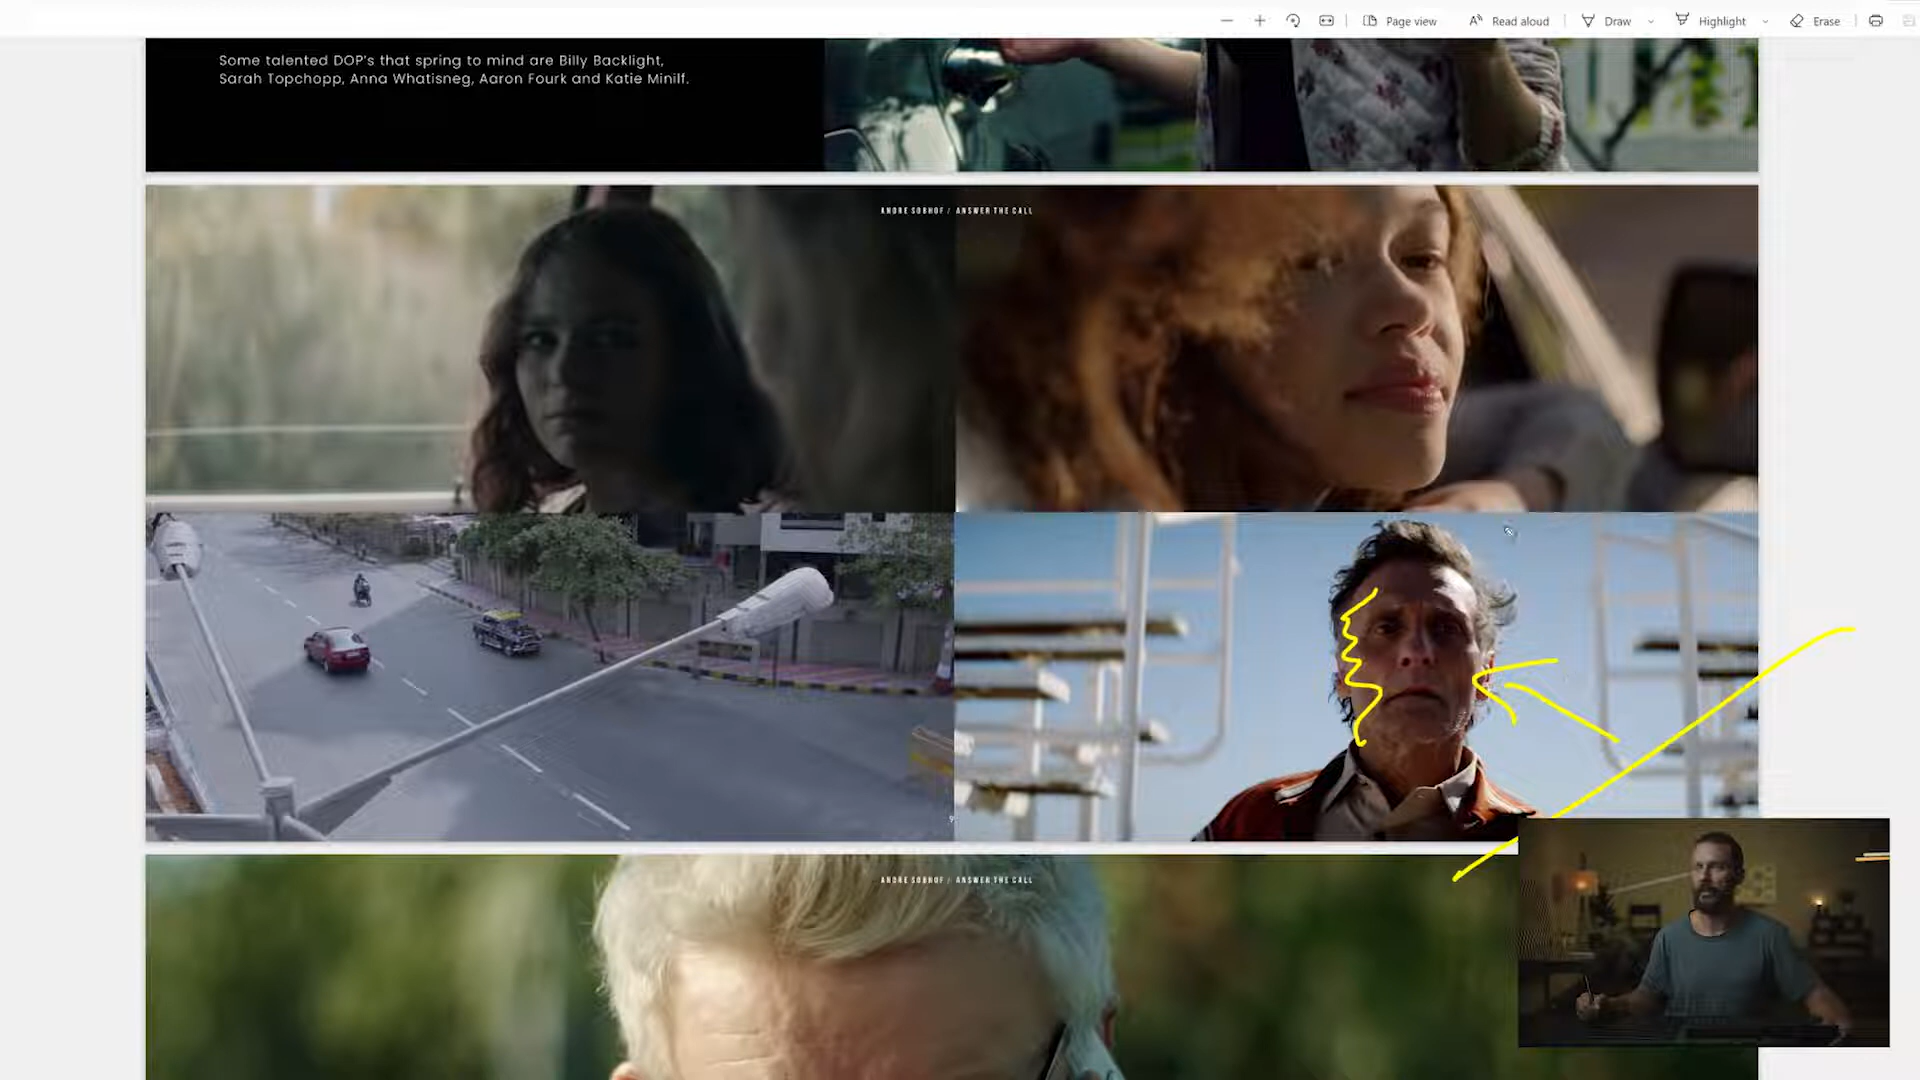 Page view
Read aloud
Draw
Highlight
Erase
Some talented DOP's that spring to mind are Billy Backlight,
Sarah Topchopp, Anna Whatisneg, Aaron Fourk and Katie Minilf.
ANDRE SOBHOF / ANSWER THE CALL
9
ANDRE SOBHOF / ANSWER THE CALL